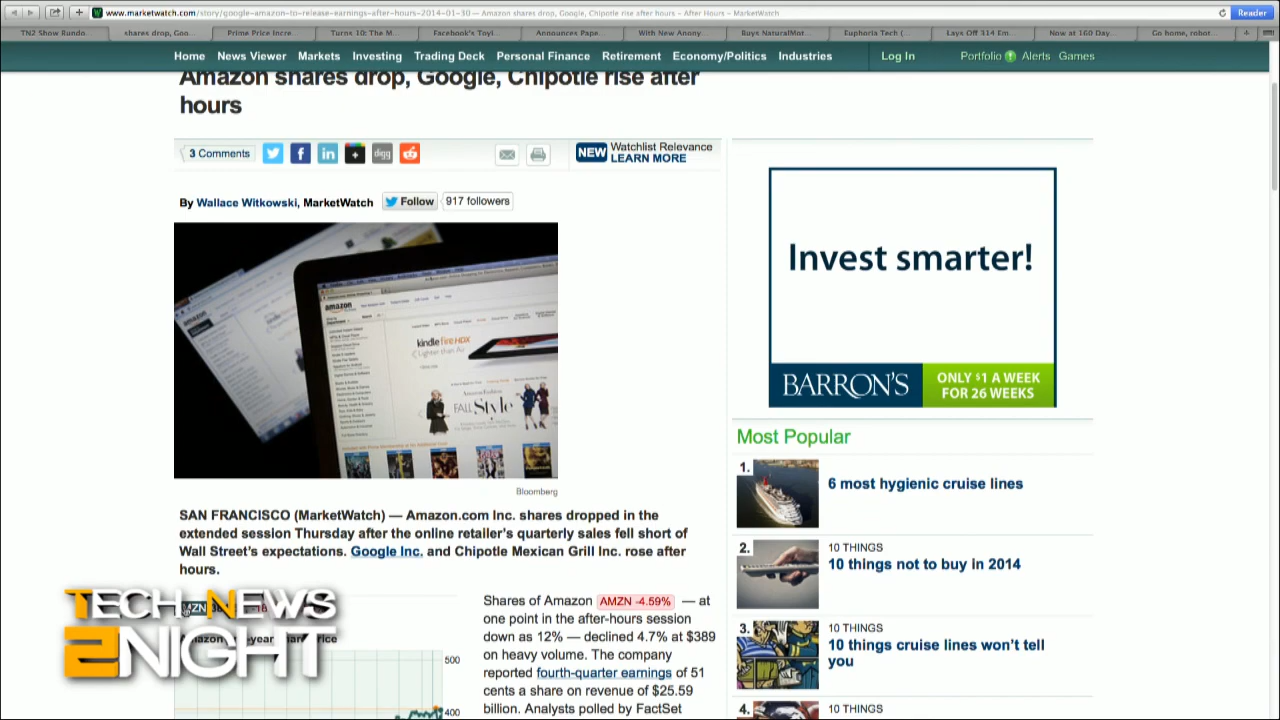 www.marketwatch.com/story/google-amazon-to-release-earnings-after-hours-2014-01-30 — Amazon shares drop, Google, Chipotle rise after hours – After Hours – MarketWatch
Reader
TN2 Show Rundo...
shares drop, Goo...
Prime Price Incre...
Turns 10: The M...
Facebook's Toyl...
Announces Pape...
With New Anony...
Buys NaturalMot...
Euphoria Tech (...
Lays Off 314 Em...
Now at 160 Day...
Go home, robot...
Home News Viewer Markets Investing Trading Deck Personal Finance Retirement Economy/Politics Industries Log In Portfolio Alerts Games
Amazon shares drop, Google, Chipotle rise after
hours
3 Comments
digg
NEW Watchlist Relevance
LEARN MORE
By Wallace Witkowski, MarketWatch Follow 917 followers
amazon
kindle fire HDX
Lighter than Air
FALL Style
Bloomberg
SAN FRANCISCO (MarketWatch) — Amazon.com Inc. shares dropped in the
extended session Thursday after the online retailer's quarterly sales fell short of
Wall Street's expectations. Google Inc. and Chipotle Mexican Grill Inc. rose after
hours.
500
400
Shares of Amazon AMZN -4.59% — at
one point in the after-hours session
down as 12% — declined 4.7% at $389
on heavy volume. The company
reported fourth-quarter earnings of 51
cents a share on revenue of $25.59
billion. Analysts polled by FactSet
Invest smarter!
BARRON'S
ONLY $1 A WEEK
FOR 26 WEEKS
Most Popular
1.
6 most hygienic cruise lines
2.
10 THINGS
10 things not to buy in 2014
3.
10 THINGS
10 things cruise lines won't tell
you
4.
10 THINGS
TECH NEWS
2NIGHT